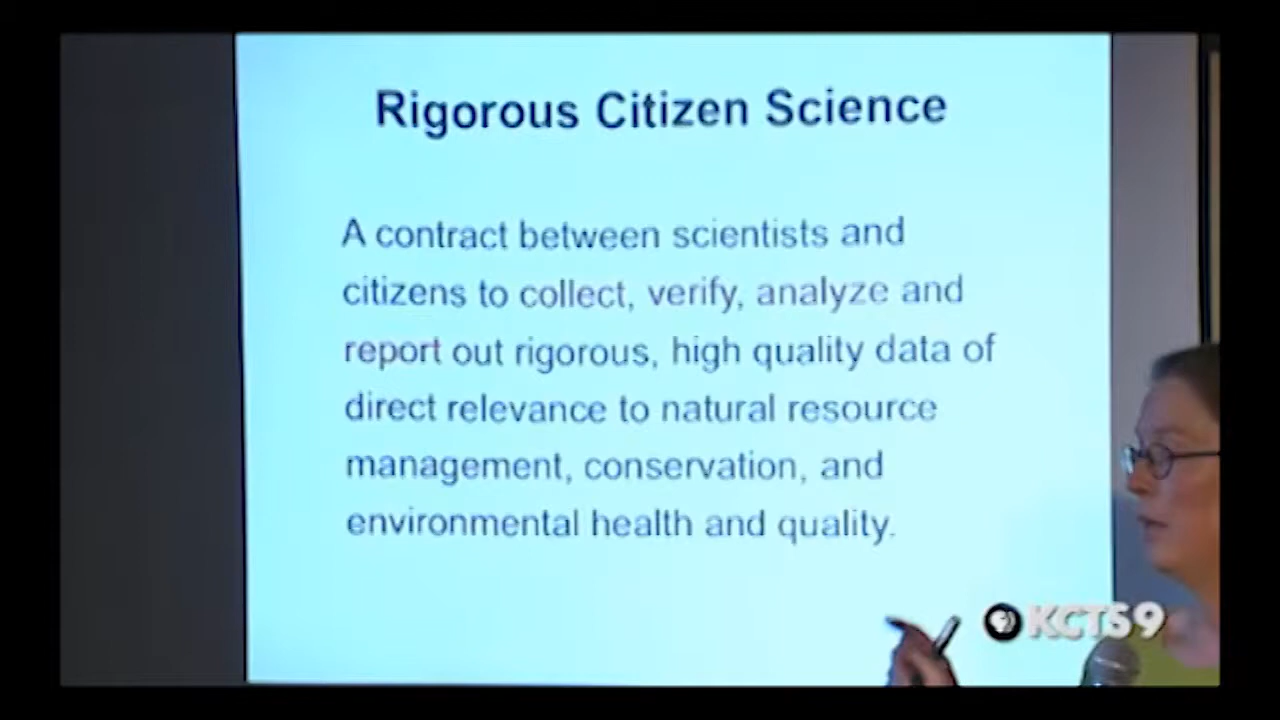 Rigorous Citizen Science
A contract between scientists and
citizens to collect, verify, analyze and
report out rigorous, high quality data of
direct relevance to natural resource
management, conservation, and
environmental health and quality.
KCTS9